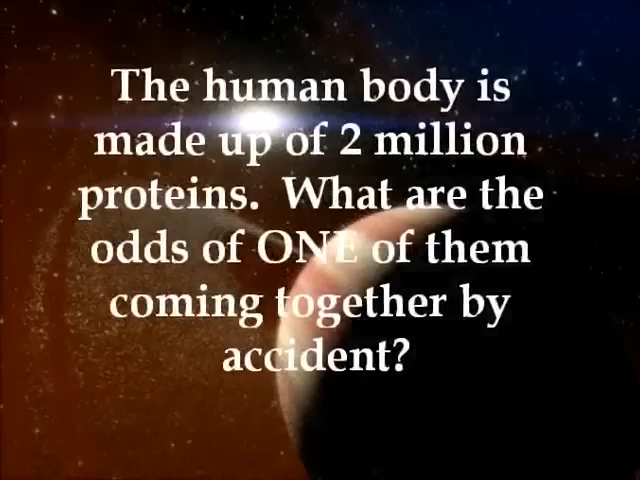 The human body is
made up of 2 million
proteins.  What are the
odds of ONE of them
coming together by
accident?